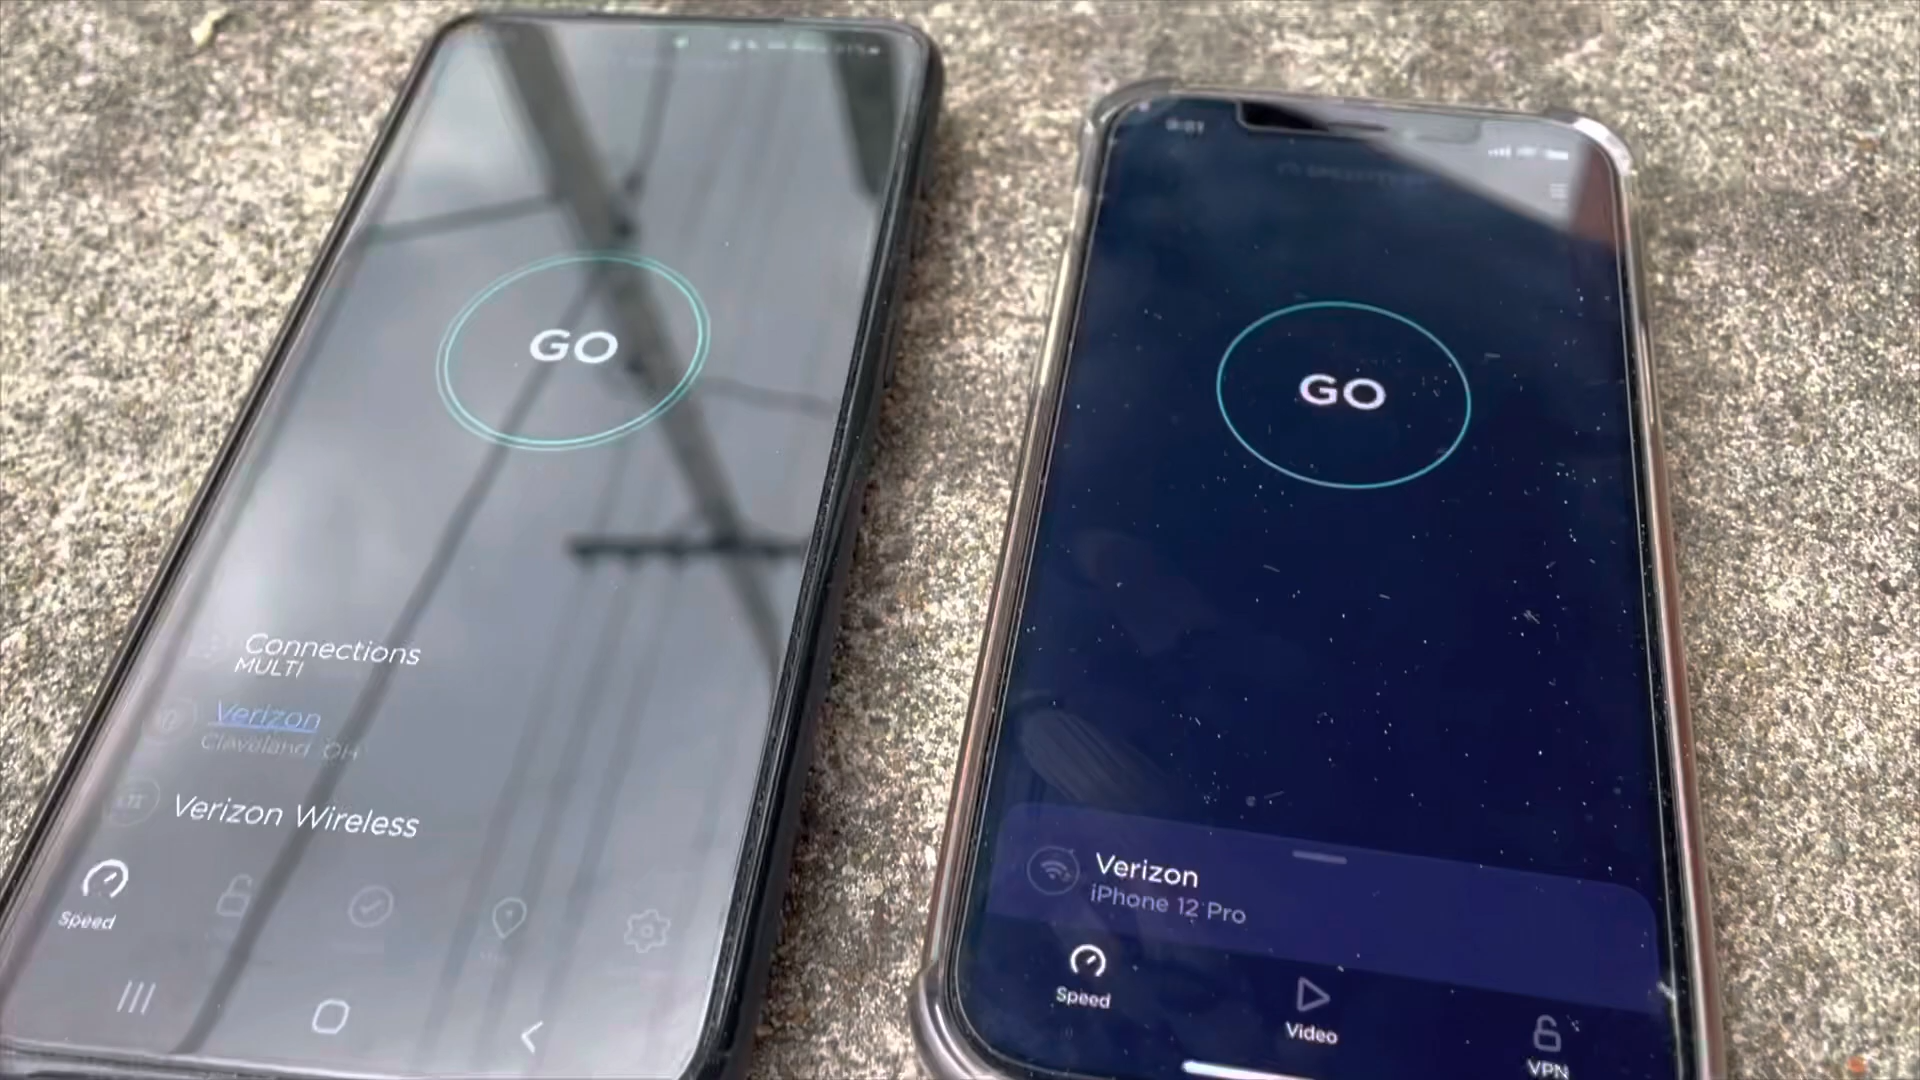 GO
Connections
MULTI
Verizon
Cleveland, OH
Verizon Wireless
Speed
GO
Verizon
iPhone 12 Pro
Speed
Video
VPN